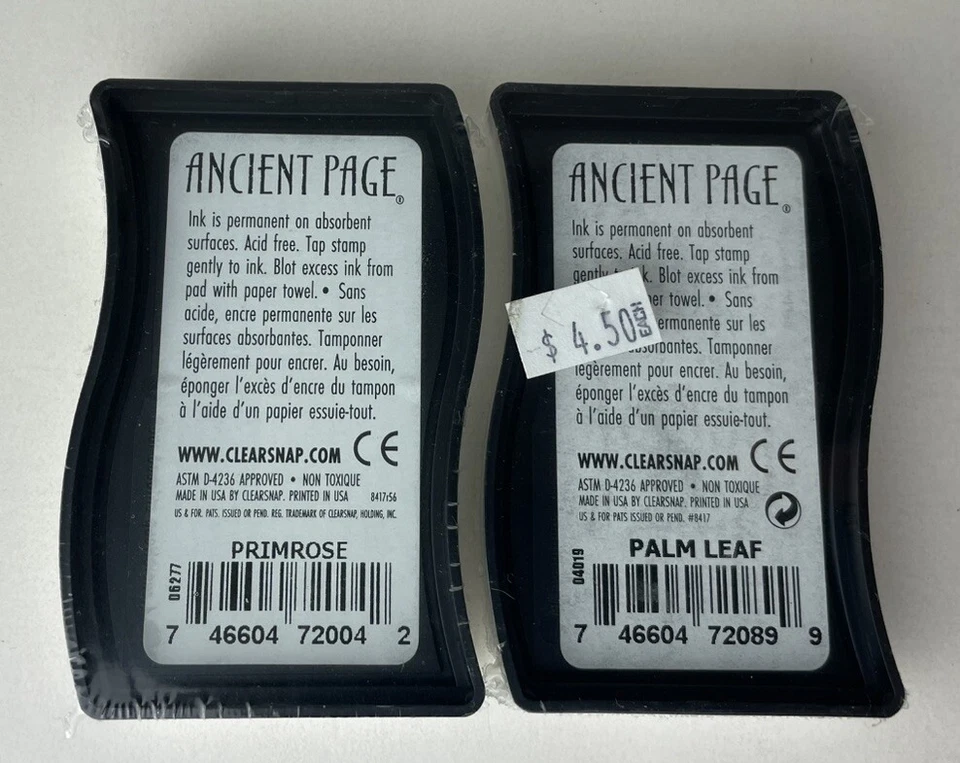 ANCIENT PAGE®
Ink is permanent on absorbent
surfaces. Acid free. Tap stamp
gently to ink. Blot excess ink from
pad with paper towel. • Sans
acide, encre permanente sur les
surfaces absorbantes. Tamponner
légèrement pour encrer. Au besoin,
éponger l'excès d'encre du tampon
à l'aide d'un papier essuie-tout.
WWW.CLEARSNAP.COM CE
ASTM D-4236 APPROVED • NON TOXIQUE
MADE IN USA BY CLEARSNAP. PRINTED IN USA 8417r56
US & FOR. PATS. ISSUED OR PEND. REG. TRADEMARK OF CLEARSNAP, HOLDING, INC.
PRIMROSE
06277
7 46604 72004 2
ANCIENT PAGE®
Ink is permanent on absorbent
surfaces. Acid free. Tap stamp
gently k. Blot excess ink from
er towel. • Sans
ermanente sur les
sorbantes. Tamponner
légèrement pour encrer. Au besoin,
éponger l'excès d'encre du tampon
à l'aide d'un papier essuie-tout.
$ 4.50 EACH
WWW.CLEARSNAP.COM CE
ASTM D-4236 APPROVED • NON TOXIQUE
MADE IN USA BY CLEARSNAP. PRINTED IN USA
US & FOR PATS ISSUED OR PEND. #8417
PALM LEAF
04019
7 46604 72089 9